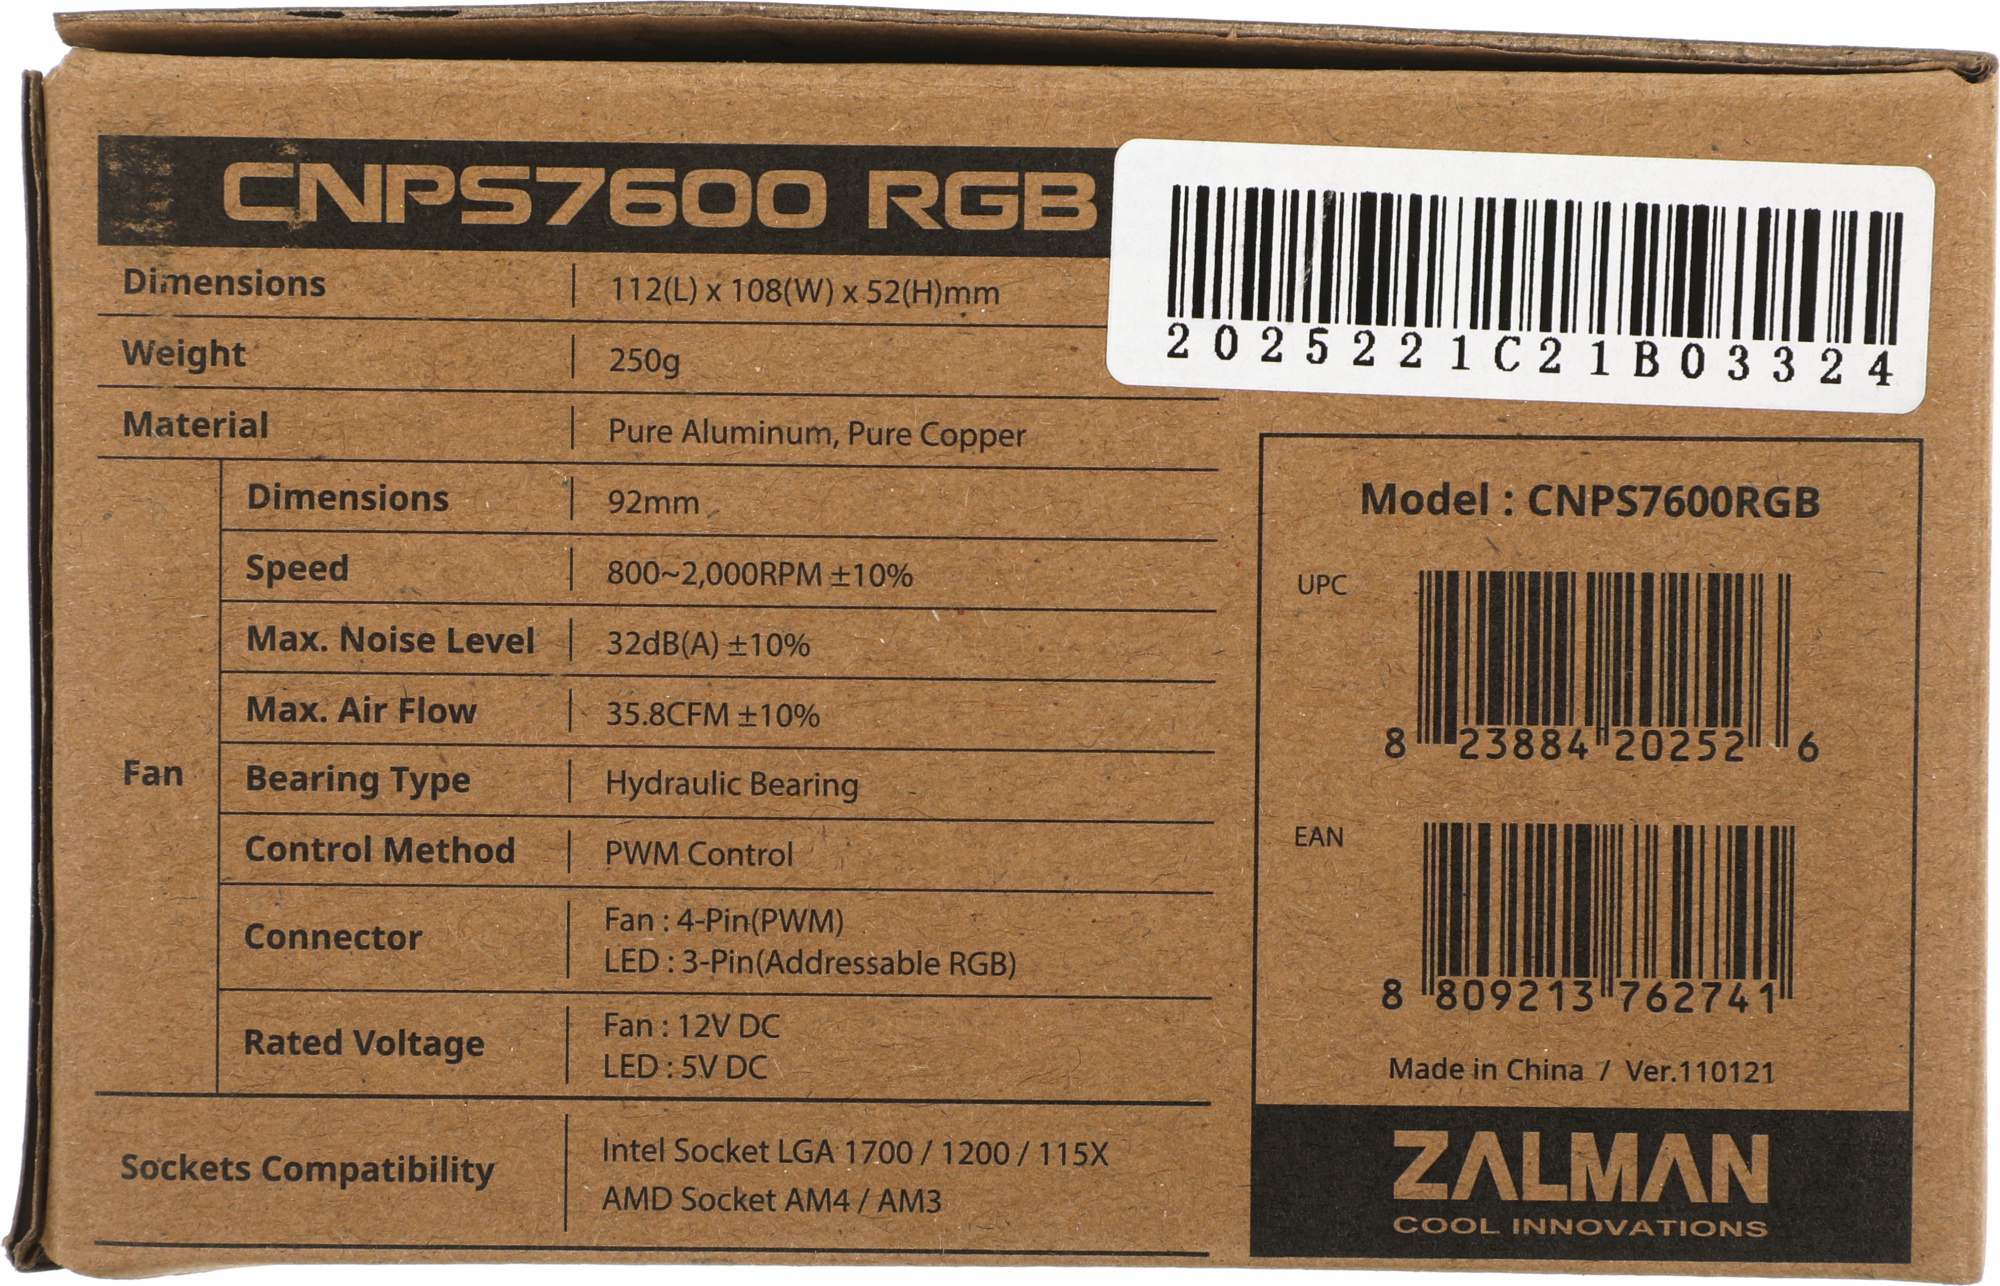 CNPS7600 RGB
2025221C21B03324
Dimensions 112(L) x 108(W) x 52(H)mm
Weight 250g
Material Pure Aluminum, Pure Copper
Fan
Dimensions 92mm
Speed 800~2,000RPM ±10%
Max. Noise Level 32dB(A) ±10%
Max. Air Flow 35.8CFM ±10%
Bearing Type Hydraulic Bearing
Control Method PWM Control
Connector Fan : 4-Pin(PWM)
LED : 3-Pin(Addressable RGB)
Rated Voltage Fan : 12V DC
LED : 5V DC
Sockets Compatibility Intel Socket LGA 1700 / 1200 / 115X
AMD Socket AM4 / AM3
Model : CNPS7600RGB
UPC
8 23884 20252 6
EAN
8 809213 762741
Made in China / Ver.110121
ZALMAN
COOL INNOVATIONS